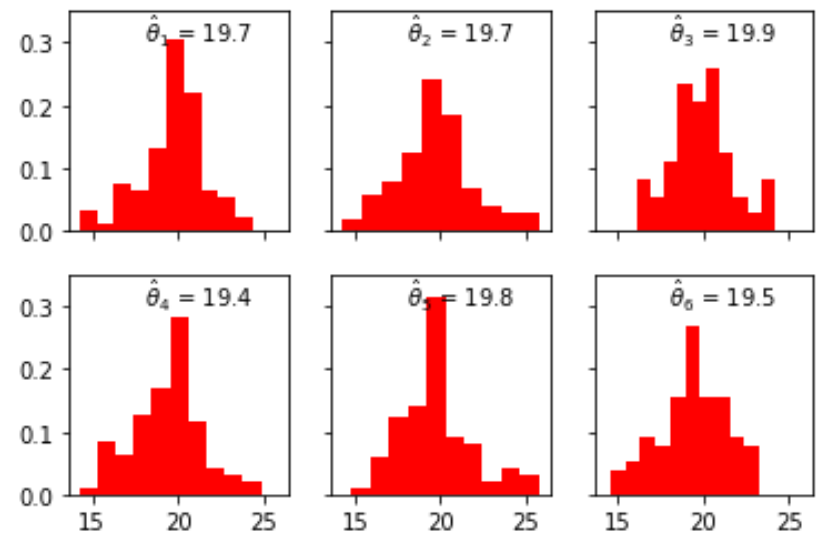 θ̂₁ = 19.7
θ̂₂ = 19.7
θ̂₃ = 19.9
0.3
0.2
0.1
0.0
θ̂₄ = 19.4
θ̂₅ = 19.8
θ̂₆ = 19.5
0.3
0.2
0.1
0.0
15 20 25
15 20 25
15 20 25